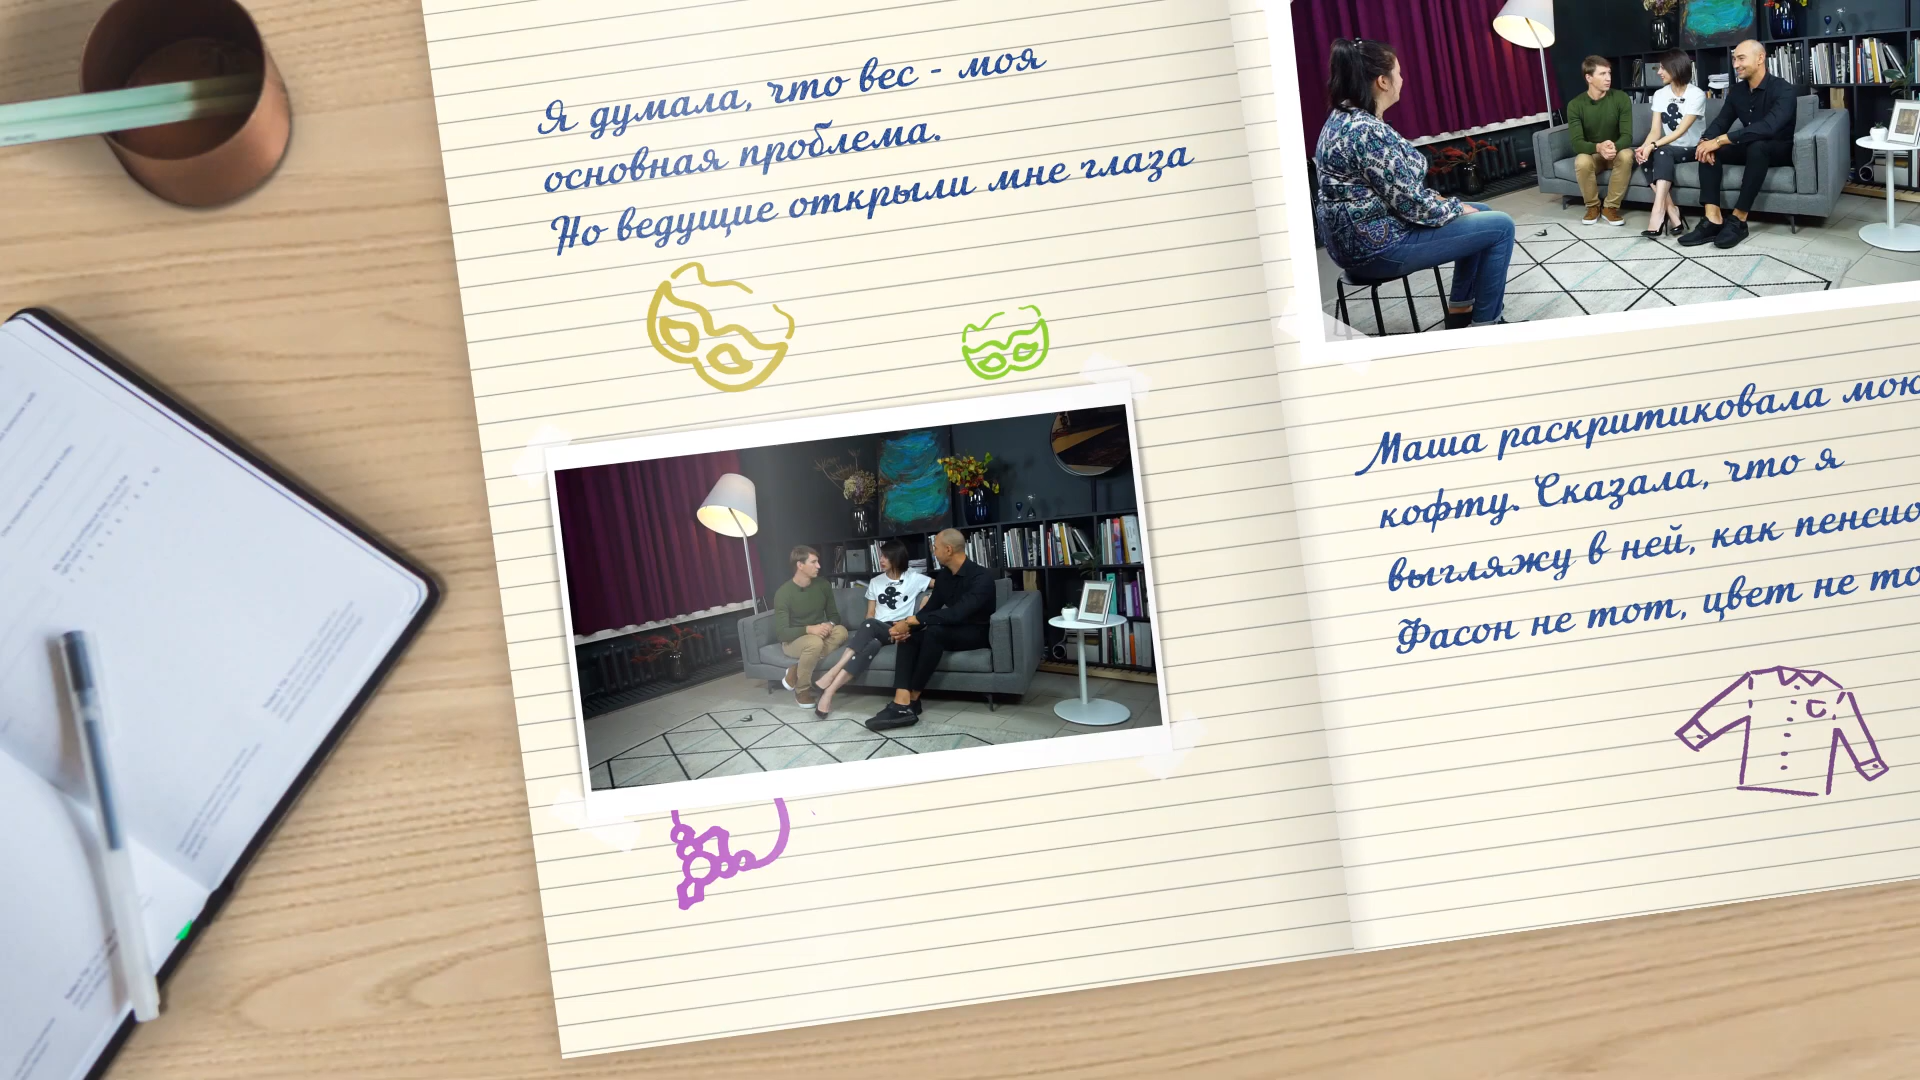 Я думала, что вес - моя
основная проблема.
Но ведущие открыли мне глаза
Маша раскритиковала мою
кофту. Сказала, что я
выгляжу в ней, как
Фасон не тот, цвет не